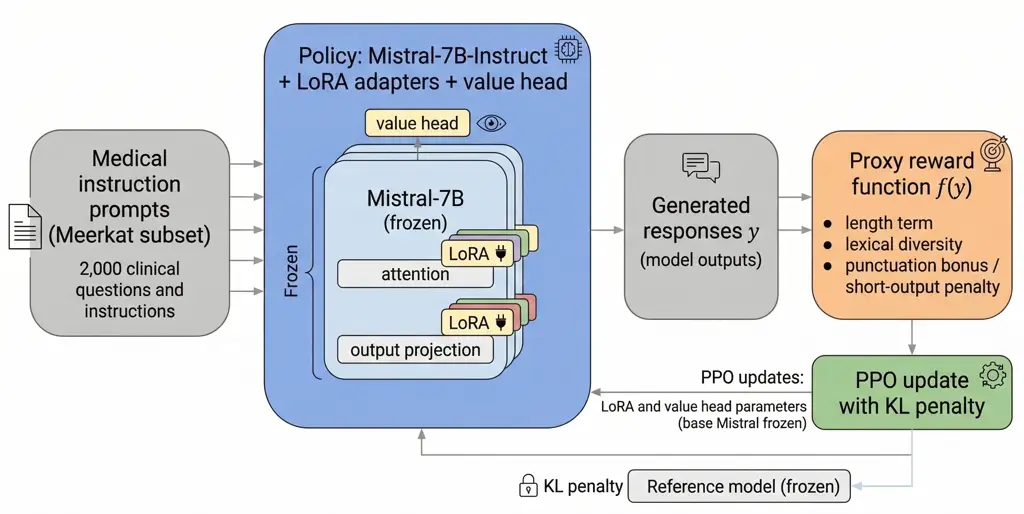 Medical
instruction
prompts
(Meerkat subset)
2,000 clinical
questions and
instructions
Policy: Mistral-7B-Instruct
+ LoRA adapters + value head
value head
Frozen
Mistral-7B
(frozen)
LoRA
attention
LoRA
output projection
Generated
responses y
(model outputs)
Proxy reward
function f(y)
• length term
• lexical diversity
• punctuation bonus /
short-output penalty
PPO updates:
LoRA and value head parameters
(base Mistral frozen)
PPO update
with KL penalty
KL penalty
Reference model (frozen)